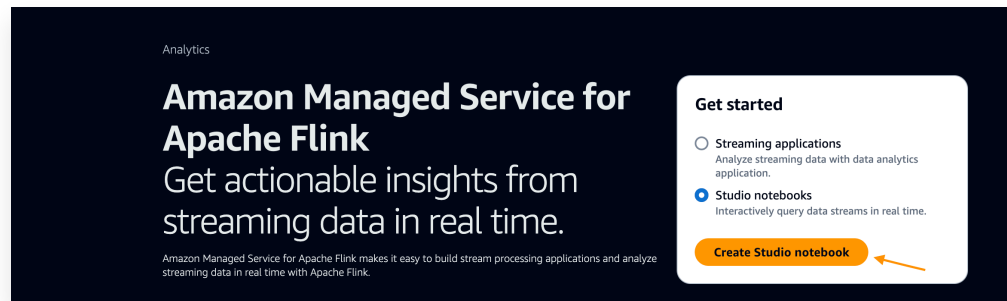 Analytics
Amazon Managed Service for
Apache Flink
Get actionable insights from
streaming data in real time.
Amazon Managed Service for Apache Flink makes it easy to build stream processing applications and analyze
streaming data in real time with Apache Flink.
Get started
Streaming applications
Analyze streaming data with data analytics
application.
Studio notebooks
Interactively query data streams in real time.
Create Studio notebook